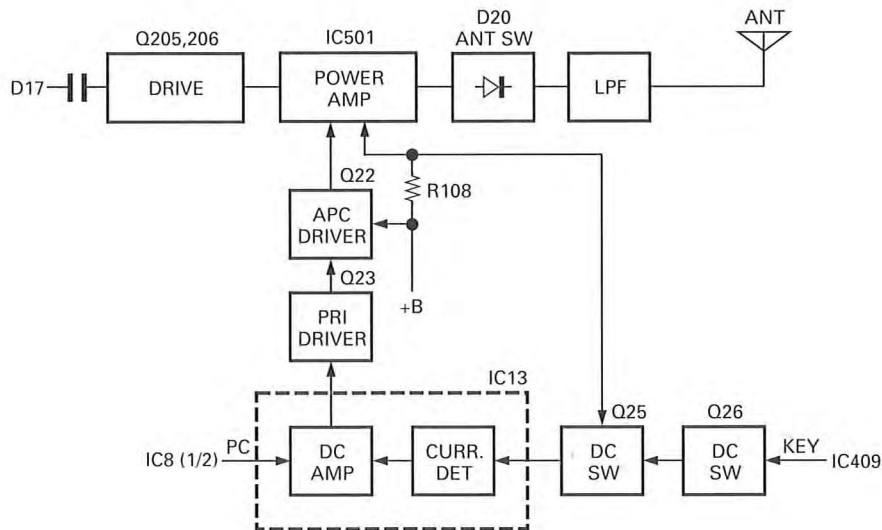 D20
ANT
Q205,206
IC501
ANT SW
D17
DRIVE
POWER
AMP
LPF
Q22
R108
APC
DRIVER
Q23
+B
PRI
DRIVER
IC13
Q25
Q26
IC8 (1/2)
PC
DC
AMP
CURR.
DET
DC
SW
DC
SW
KEY
IC409